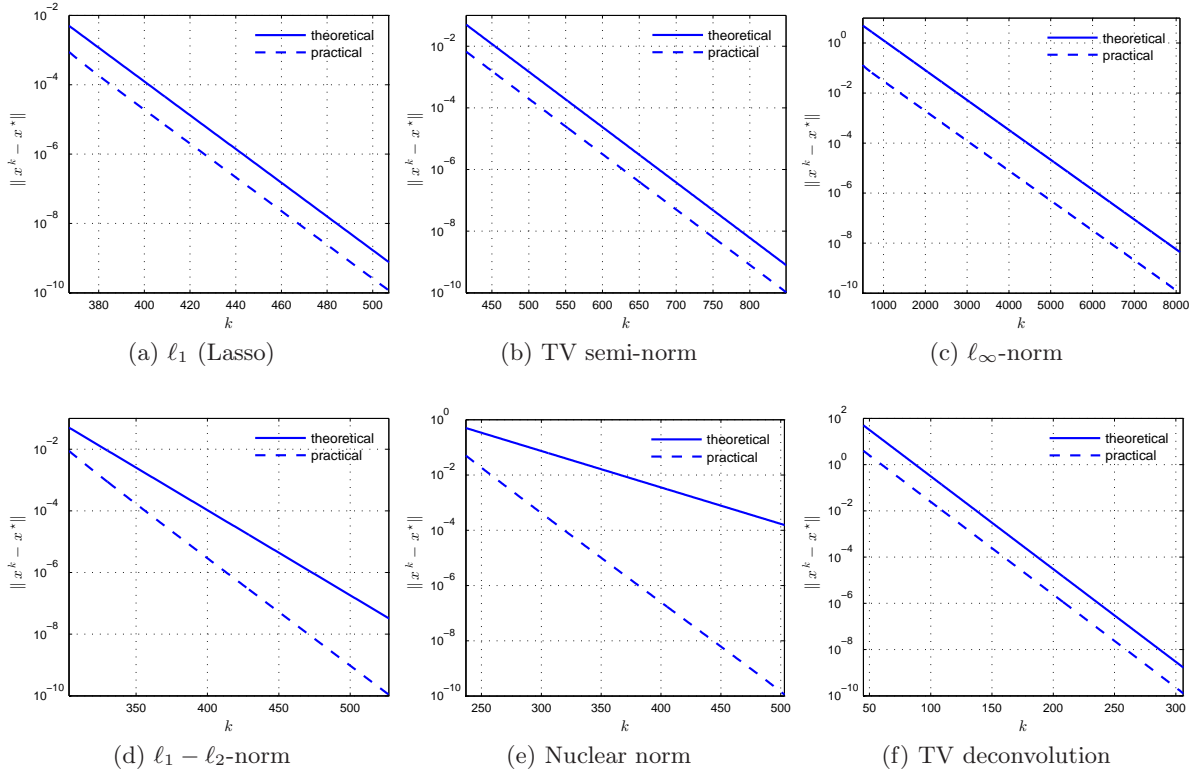 10^−2
10^−4
10^−6
10^−8
10^−10
‖ x^k − x^⋆ ‖
theoretical
practical
380 400 420 440 460 480 500
k
(a) ℓ_1 (Lasso)
10^−2
10^−4
10^−6
10^−8
10^−10
‖ x^k − x^⋆ ‖
theoretical
practical
450 500 550 600 650 700 750 800
k
(b) TV semi-norm
10^0
10^−2
10^−4
10^−6
10^−8
10^−10
‖ x^k − x^⋆ ‖
theoretical
practical
1000 2000 3000 4000 5000 6000 7000 8000
k
(c) ℓ_∞-norm
10^−2
10^−4
10^−6
10^−8
10^−10
‖ x^k − x^⋆ ‖
theoretical
practical
350 400 450 500
k
(d) ℓ_1 − ℓ_2-norm
10^0
10^−2
10^−4
10^−6
10^−8
10^−10
‖ x^k − x^⋆ ‖
theoretical
practical
250 300 350 400 450 500
k
(e) Nuclear norm
10^2
10^0
10^−2
10^−4
10^−6
10^−8
10^−10
‖ x^k − x^⋆ ‖
theoretical
practical
50 100 150 200 250 300
k
(f) TV deconvolution